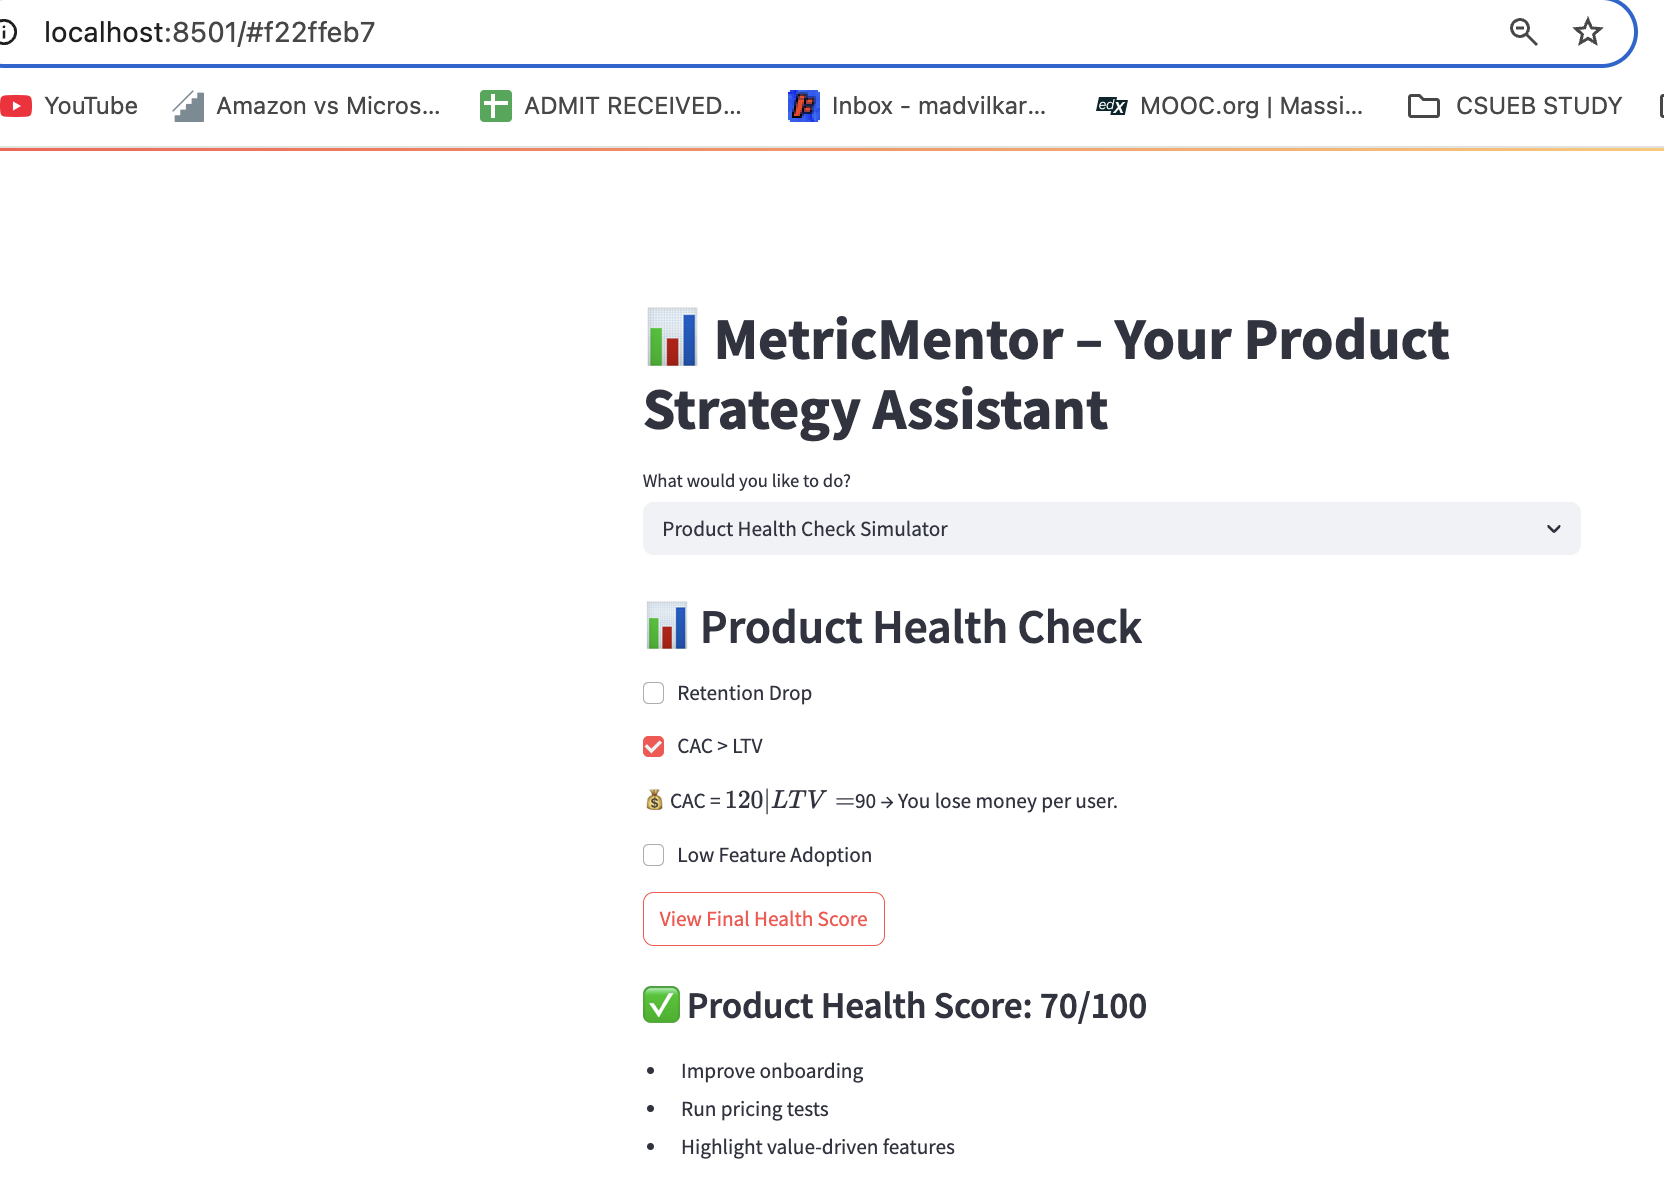 localhost:8501/#f22ffeb7
YouTube Amazon vs Micros... ADMIT RECEIVED... Inbox - madvilkar... edX MOOC.org | Massi... CSUEB STUDY
MetricMentor – Your Product
Strategy Assistant
What would you like to do?
Product Health Check Simulator
Product Health Check
Retention Drop
CAC > LTV
💰 CAC = 120|LTV =90 → You lose money per user.
Low Feature Adoption
View Final Health Score
✅ Product Health Score: 70/100
• Improve onboarding
• Run pricing tests
• Highlight value-driven features